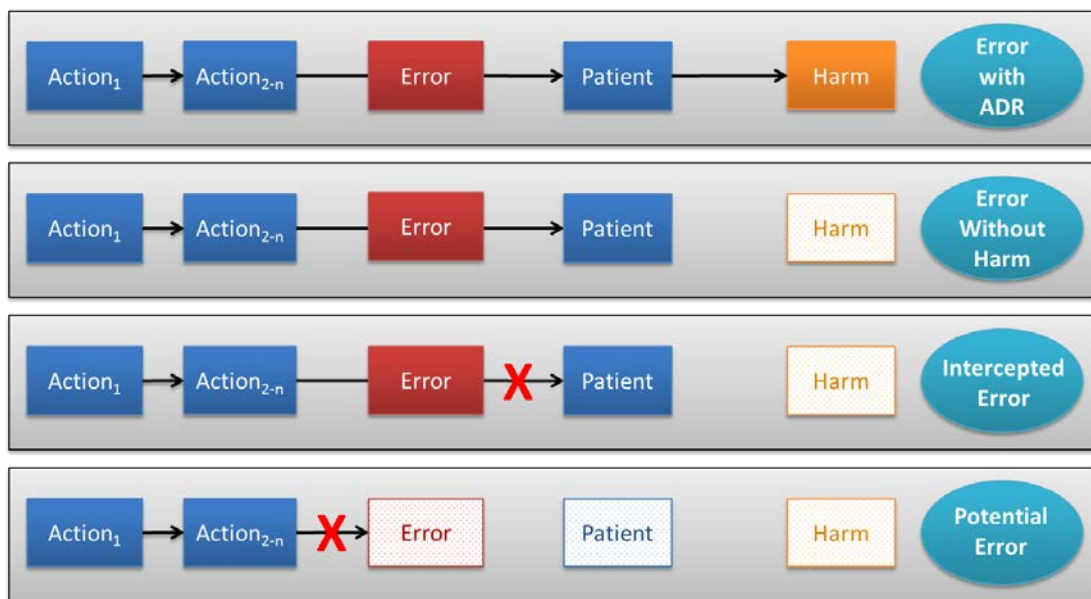 Action1 Action2-n Error Patient Harm Error
with
ADR
Action1 Action2-n Error Patient Harm Error
Without
Harm
Action1 Action2-n Error X Patient Harm Intercepted
Error
Action1 Action2-n X Error Patient Harm Potential
Error